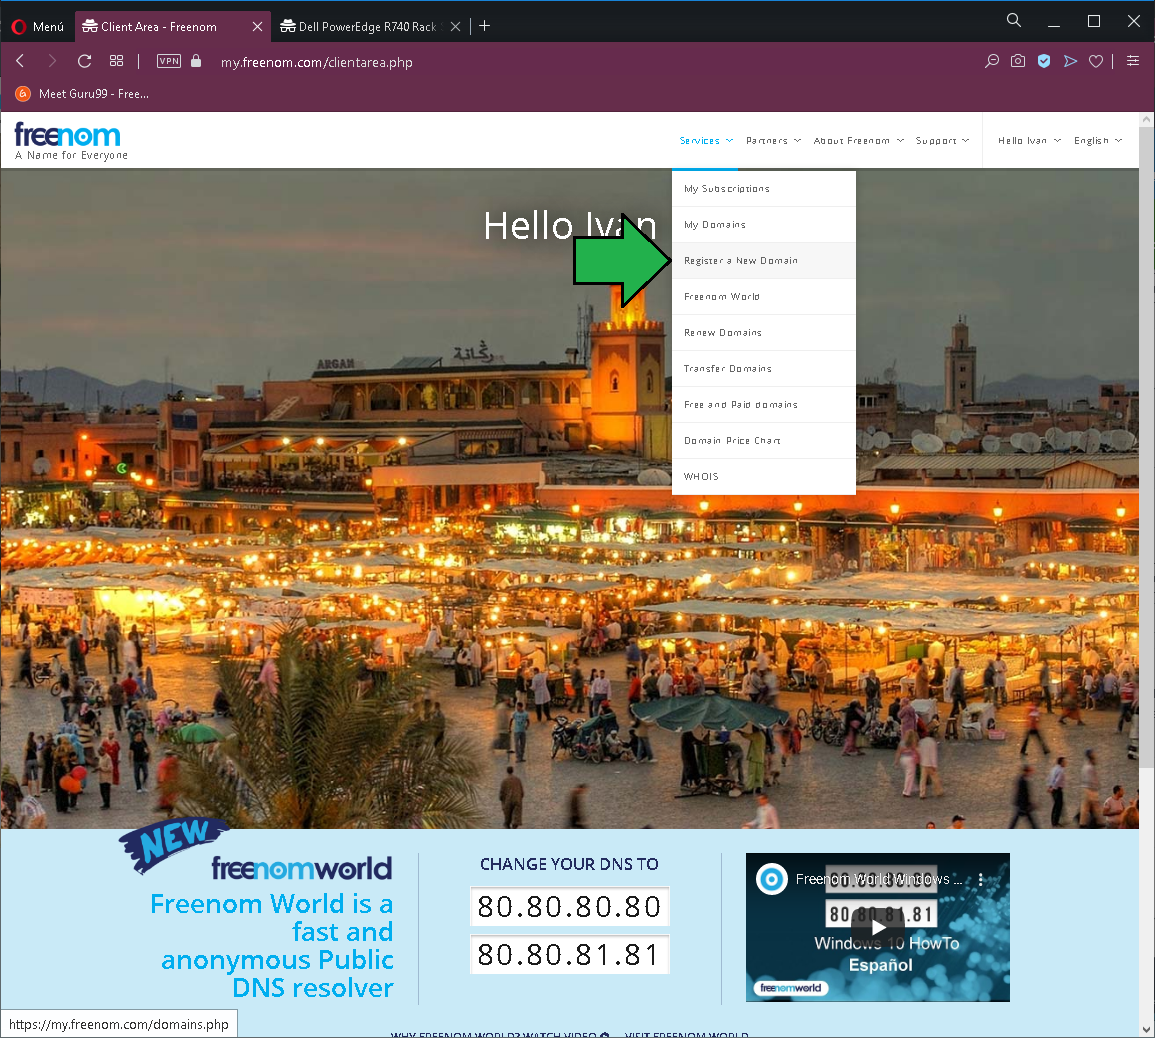 Menú
Client Area - Freenom
Dell PowerEdge R740 Rack
VPN
my.freenom.com/clientarea.php
Meet Guru99 - Free...
freenom
A Name for Everyone
Services
Partners
About Freenom
Support
Hello Ivan
English
Hello Ivan
My Subscriptions
My Domains
Register a New Domain
Freenom World
Renew Domains
Transfer Domains
Free and Paid domains
Domain Price Chart
WHOIS
ARGAN
NEW
freenomworld
Freenom World is a
fast and
anonymous Public
DNS resolver
CHANGE YOUR DNS TO
80.80.80.80
80.80.81.81
Freenom World Windows ...
80.80.80.80
80.80.81.81
Windows 10 HowTo
Español
freenomworld
https://my.freenom.com/domains.php
WHY FREENOM WORLD? WATCH VIDEO
VISIT FREENOM WORLD